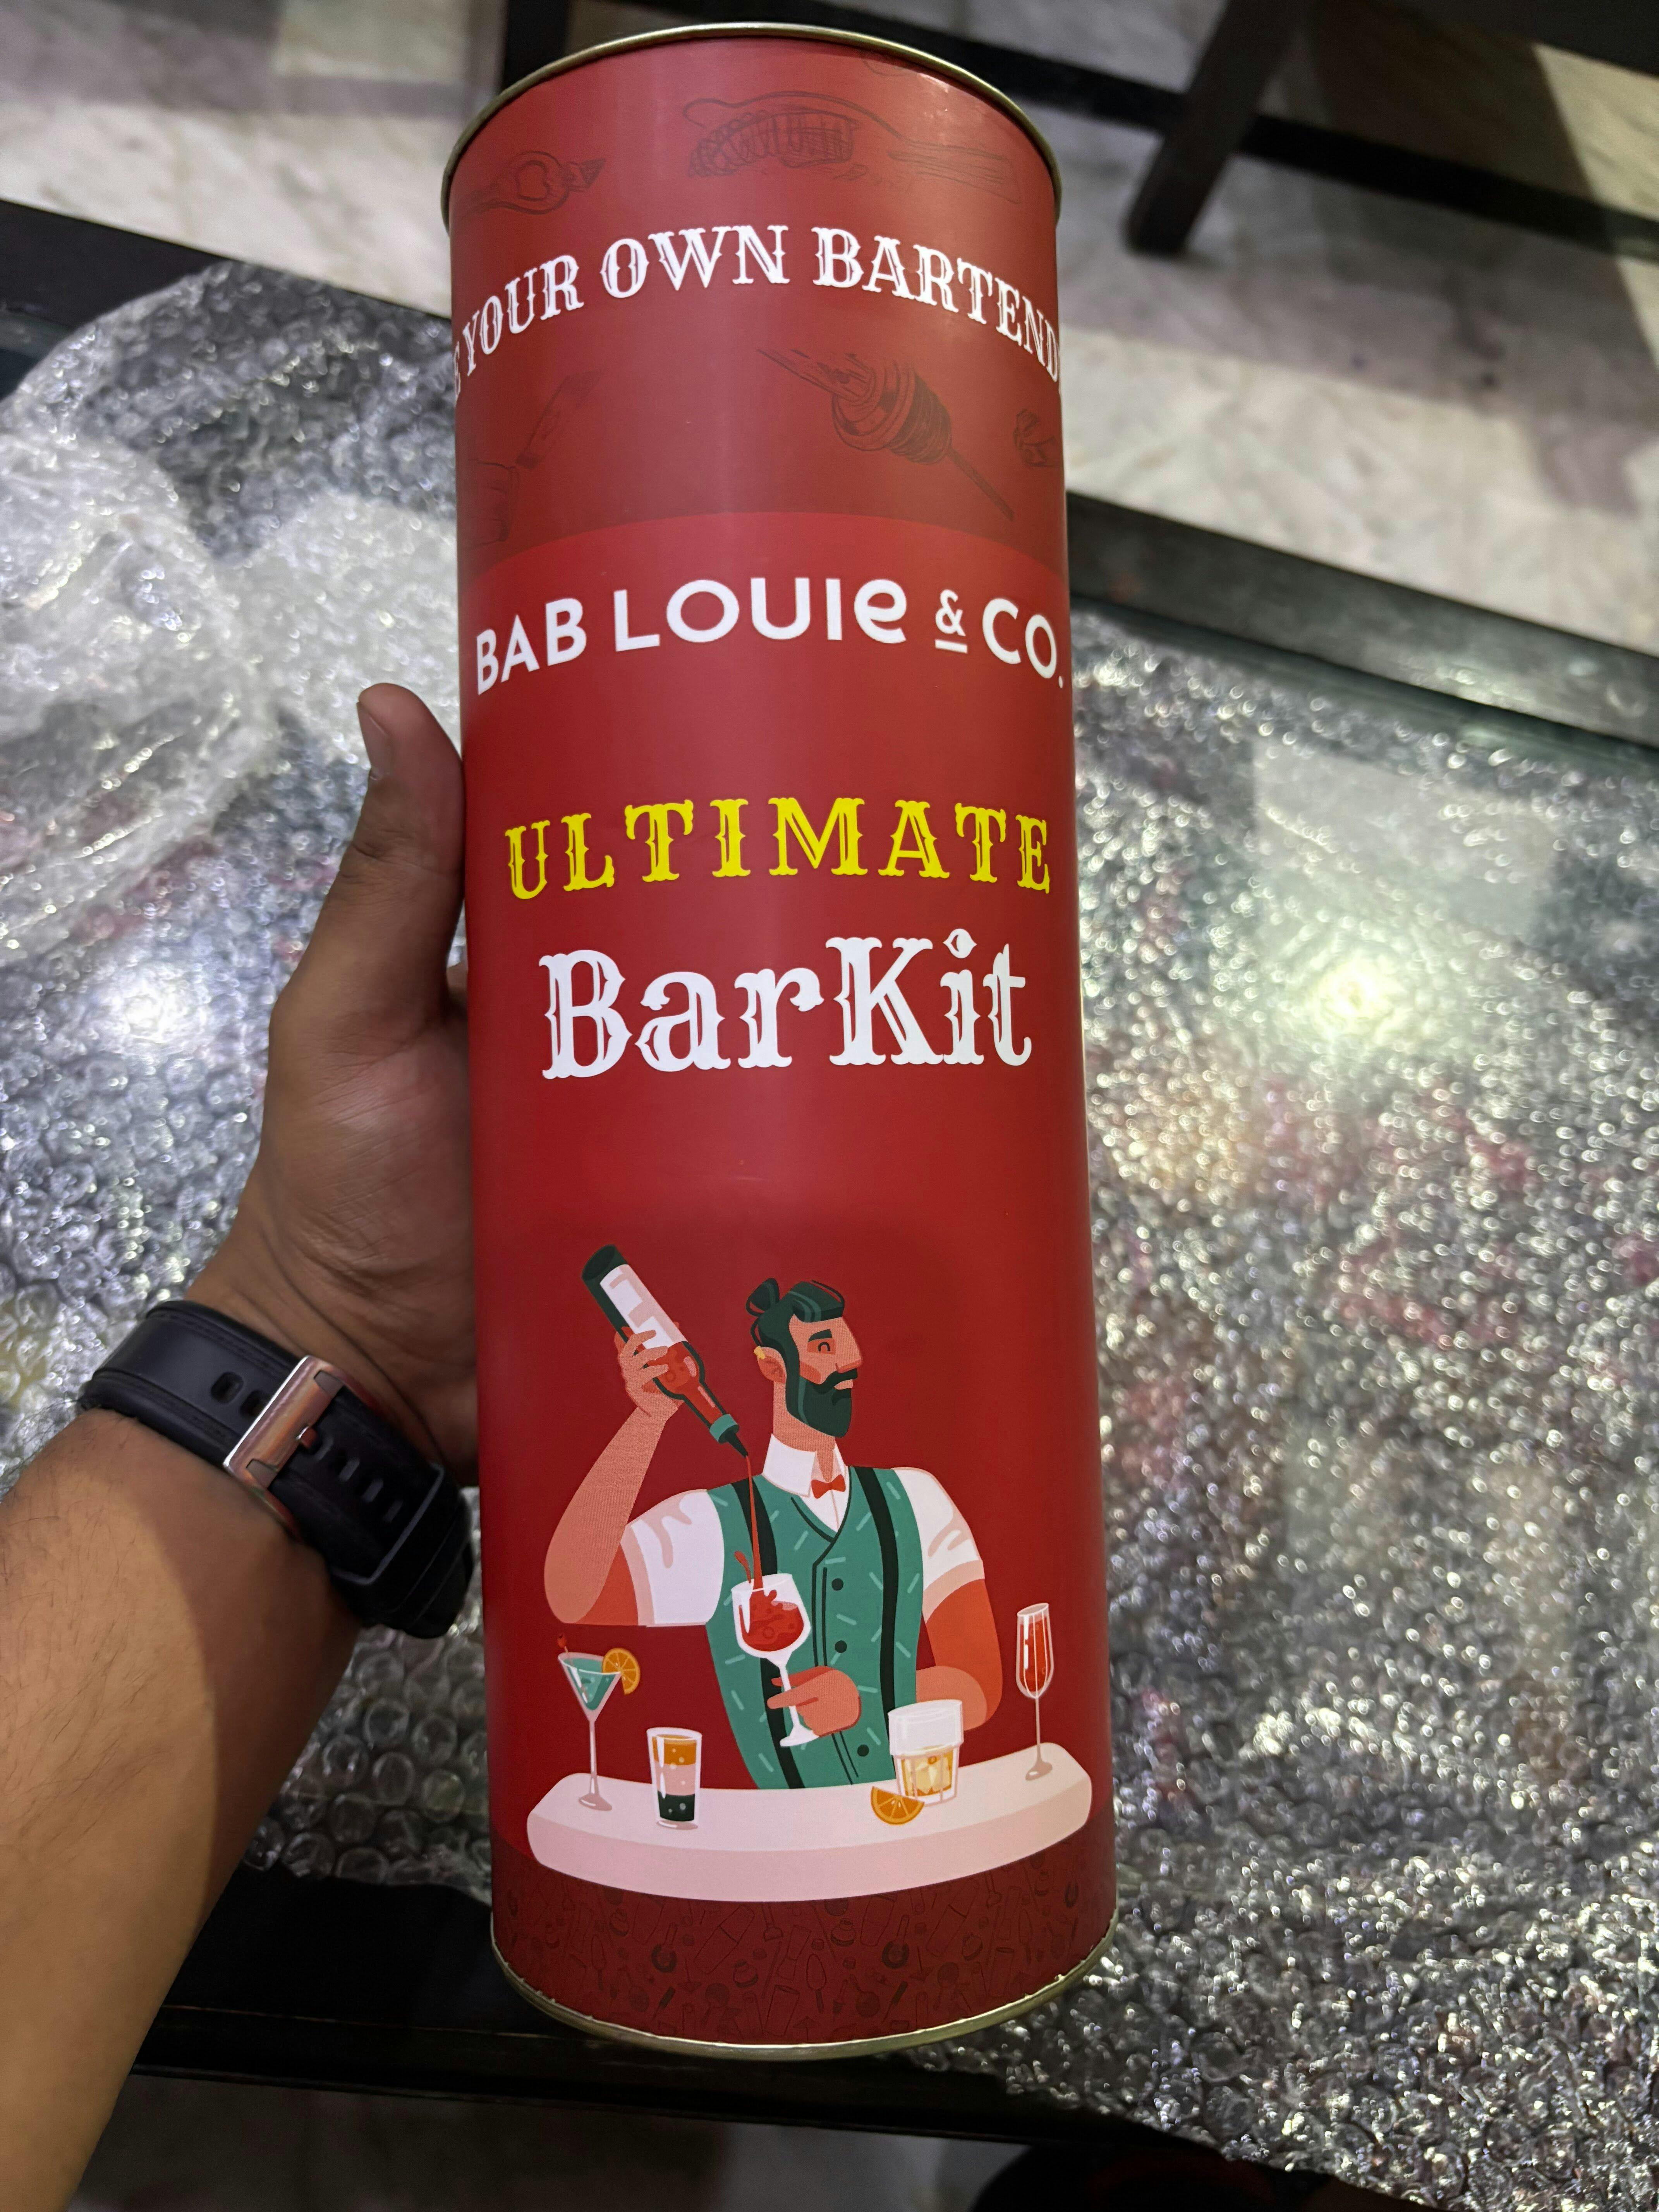 YOUR OWN BARTEND
BAB LOUIE & CO.
ULTIMATE
BarKit